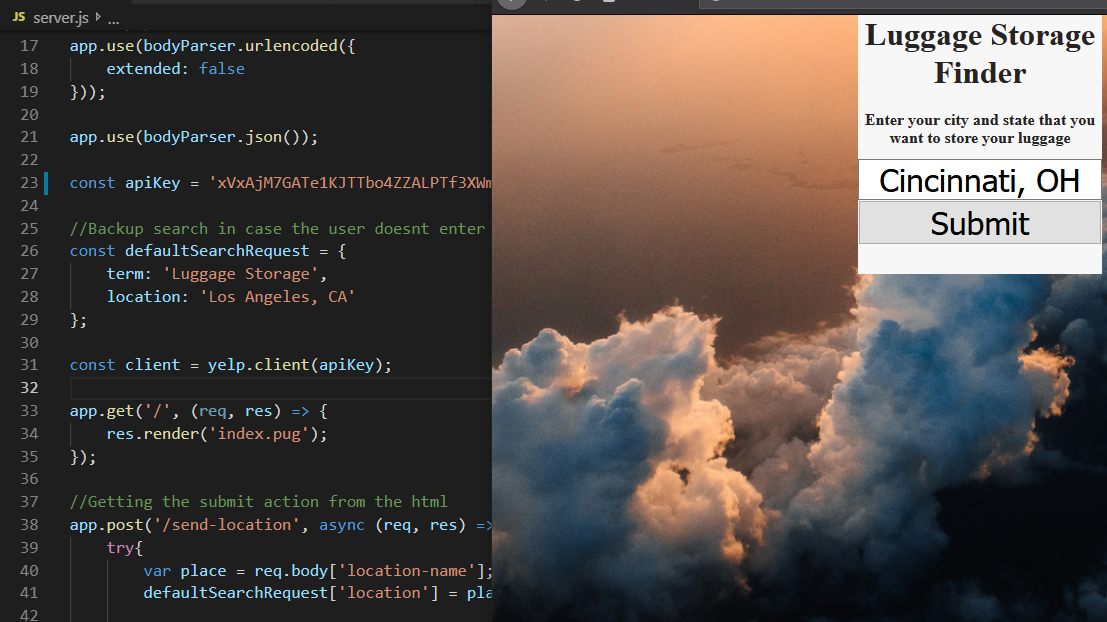 JS server.js ...
17 app.use(bodyParser.urlencoded({
18 extended: false
19 }));
20
21 app.use(bodyParser.json());
22
23 const apiKey = 'xVxAjM7GATe1KJTTbo4ZZALPTf3XWm
24
25 //Backup search in case the user doesnt enter
26 const defaultSearchRequest = {
27 term: 'Luggage Storage',
28 location: 'Los Angeles, CA'
29 };
30
31 const client = yelp.client(apiKey);
32
33 app.get('/', (req, res) => {
34 res.render('index.pug');
35 });
36
37 //Getting the submit action from the html
38 app.post('/send-location', async (req, res) =>
39 try{
40 var place = req.body['location-name'];
41 defaultSearchRequest['location'] = pla
42
Luggage Storage
Finder
Enter your city and state that you
want to store your luggage
Cincinnati, OH
Submit